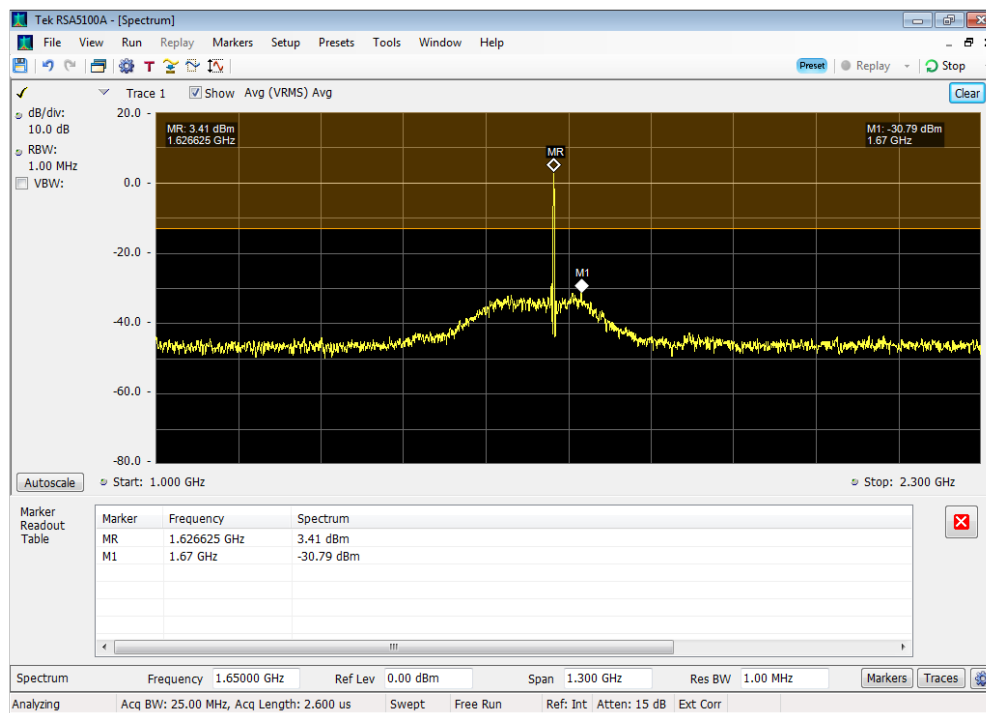 Tek RSA5100A - [Spectrum]
File View Run Replay Markers Setup Presets Tools Window Help
T Preset Replay Stop
Trace 1 Show Avg (VRMS) Avg Clear
dB/div:
10.0 dB
RBW:
1.00 MHz
VBW:
20.0 -
0.0 -
-20.0 -
-40.0 -
-60.0 -
-80.0 -
MR: 3.41 dBm
1.626625 GHz
M1: -30.79 dBm
1.67 GHz
MR
M1
Autoscale Start: 1.000 GHz Stop: 2.300 GHz
Marker
Readout
Table
Marker Frequency Spectrum
MR 1.626625 GHz 3.41 dBm
M1 1.67 GHz -30.79 dBm
Spectrum Frequency 1.65000 GHz Ref Lev 0.00 dBm Span 1.300 GHz Res BW 1.00 MHz Markers Traces
Analyzing Acq BW: 25.00 MHz, Acq Length: 2.600 us Swept Free Run Ref: Int Atten: 15 dB Ext Corr